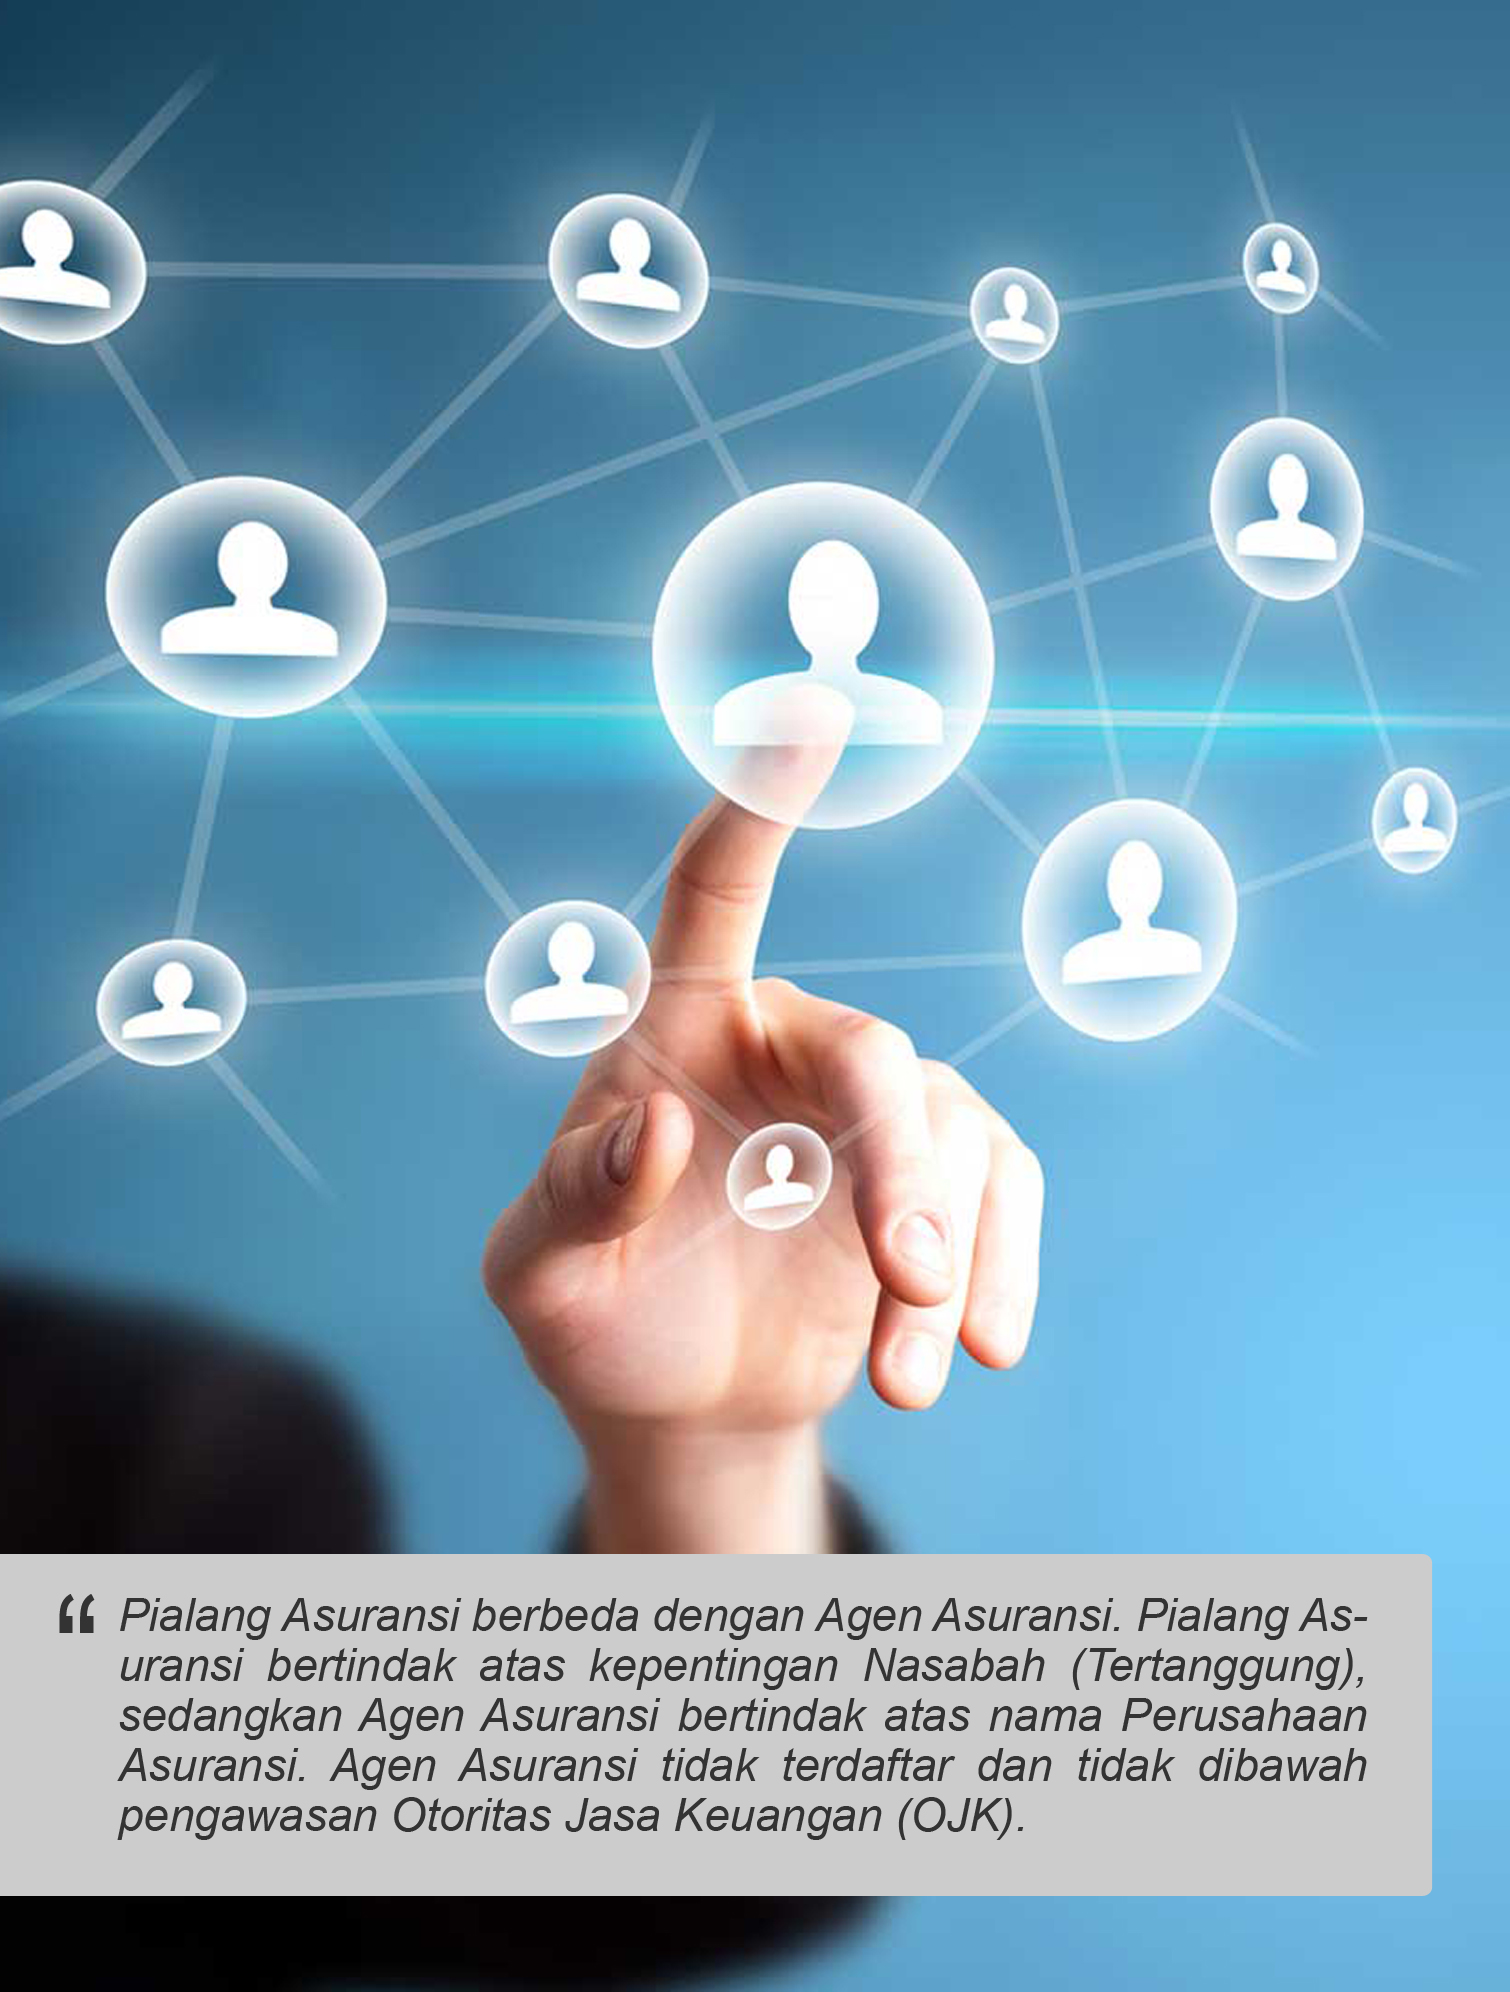 “ Pialang Asuransi berbeda dengan Agen Asuransi. Pialang As-
uransi bertindak atas kepentingan Nasabah (Tertanggung),
sedangkan Agen Asuransi bertindak atas nama Perusahaan
Asuransi. Agen Asuransi tidak terdaftar dan tidak dibawah
pengawasan Otoritas Jasa Keuangan (OJK).